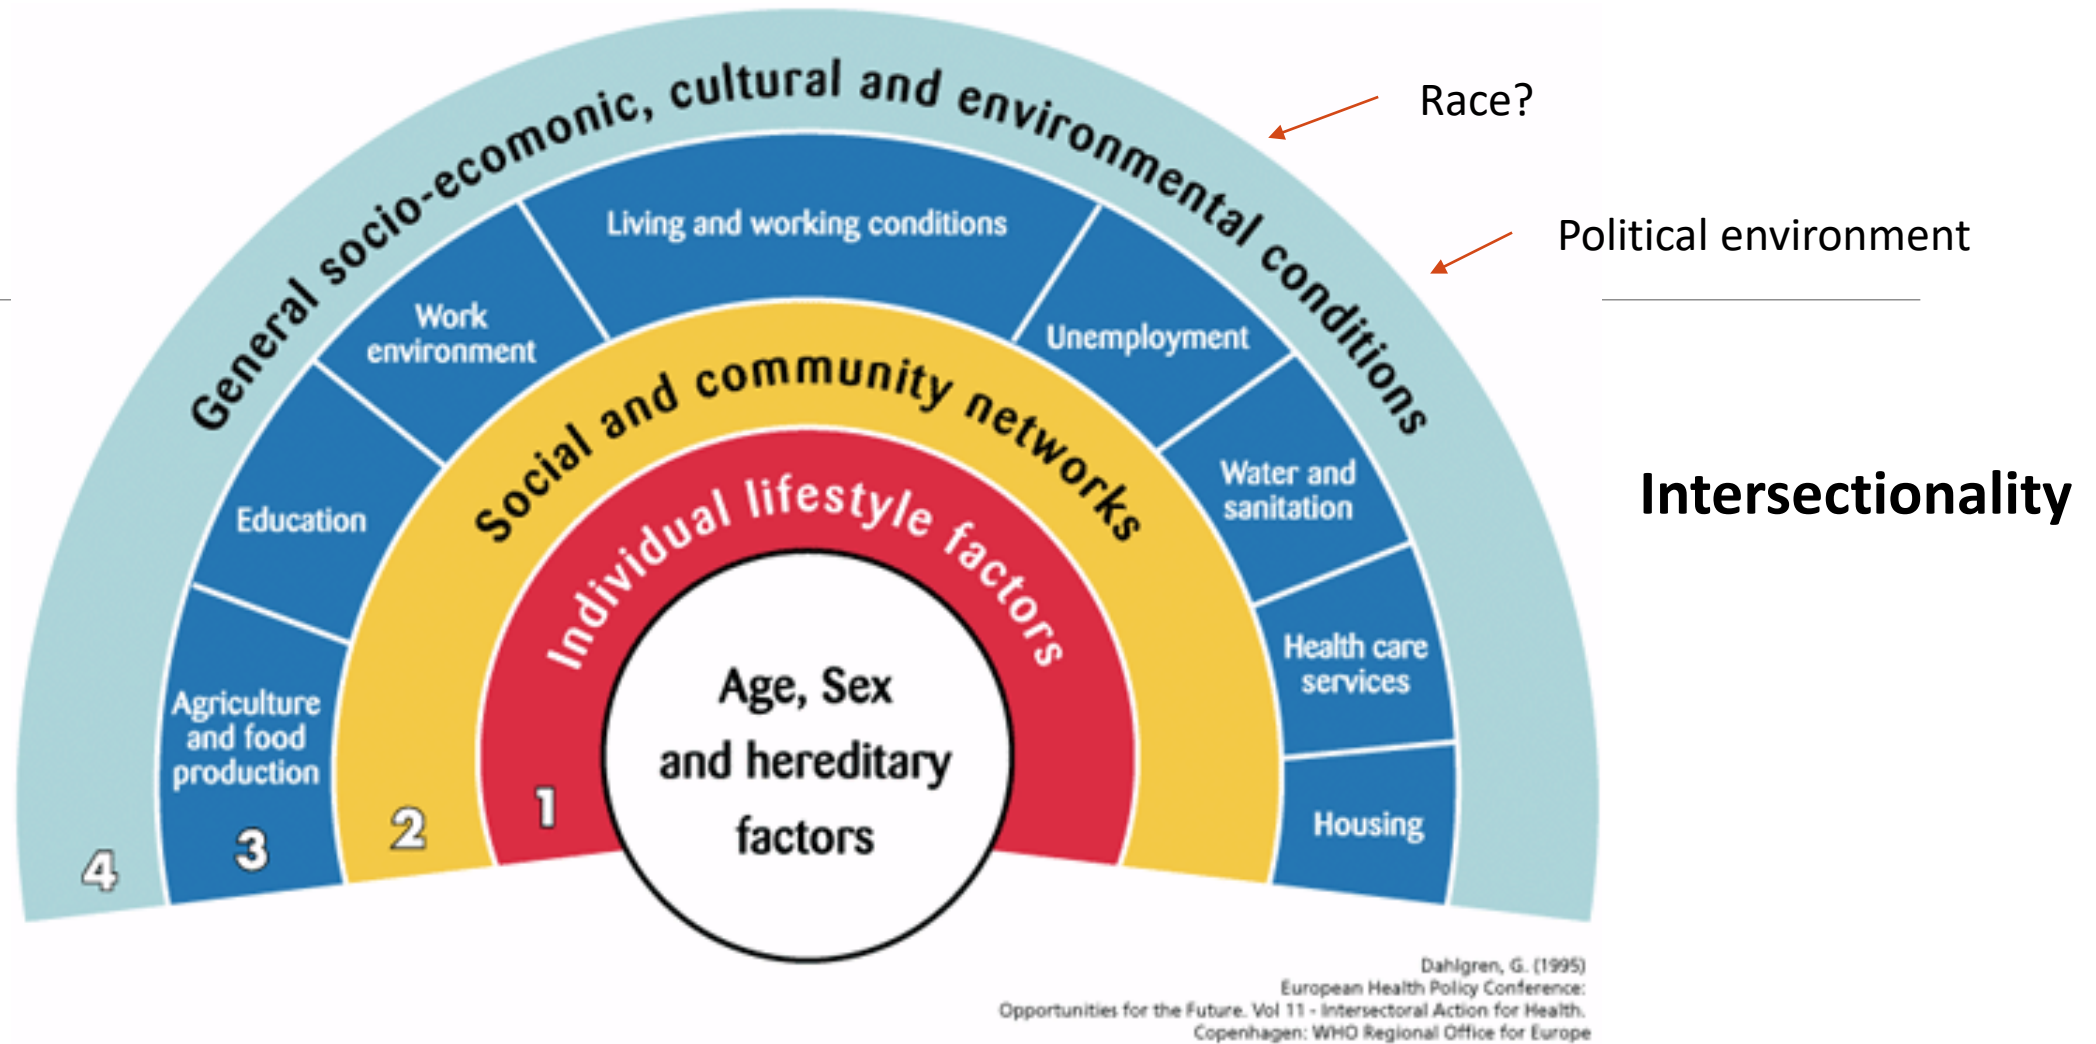 General socio-ecomonic, cultural and environmental conditions
Race?
Political environment
Intersectionality
Living and working conditions
Work
environment
Unemployment
Education
Water and
sanitation
Agriculture
and food
production
Health care
services
Housing
Social and community networks
Individual lifestyle factors
Age, Sex
and hereditary
factors
4
3
2
1
Dahlgren, G. (1995)
European Health Policy Conference:
Opportunities for the Future. Vol 11 - Intersectoral Action for Health.
Copenhagen: WHO Regional Office for Europe